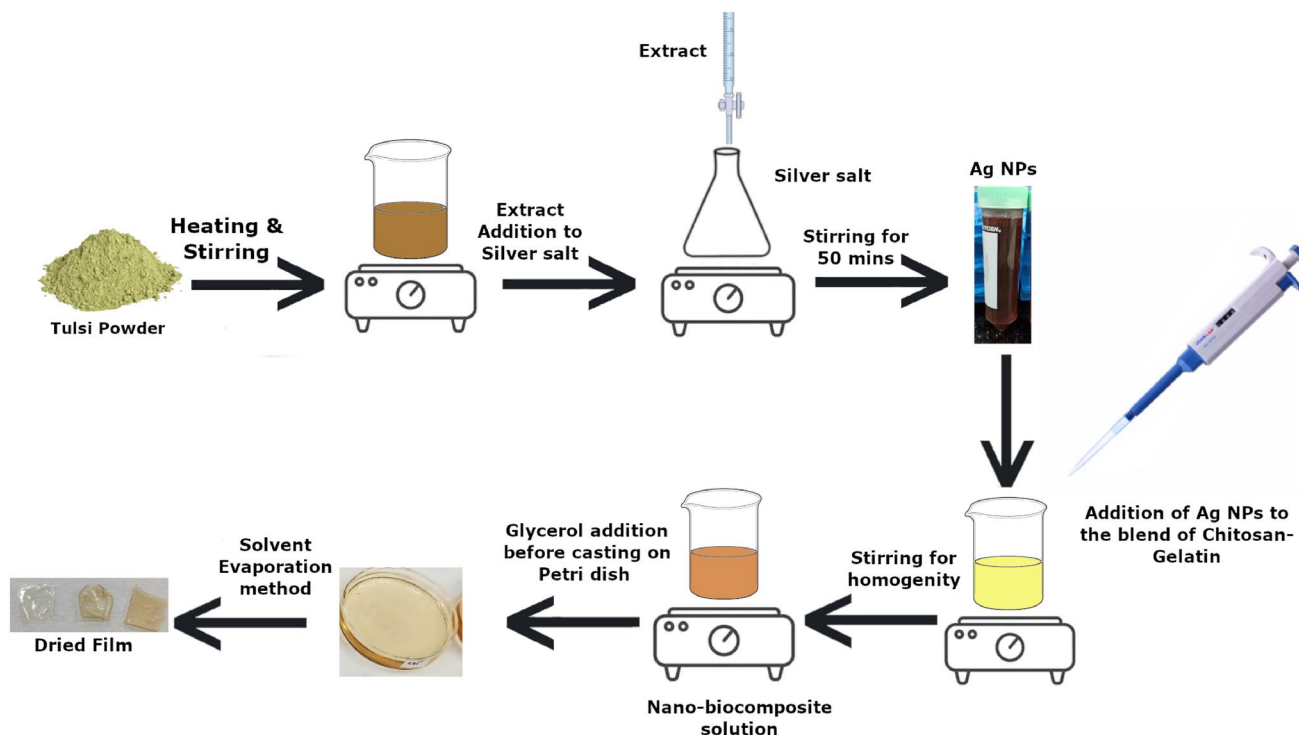 Extract
Silver salt
Ag NPs
Heating &
Stirring
Extract
Addition to
Silver salt
Stirring for
50 mins
Tulsi Powder
Addition of Ag NPs to
the blend of Chitosan-
Gelatin
Stirring for
homogenity
Glycerol addition
before casting on
Petri dish
Solvent
Evaporation
method
Dried Film
Nano-biocomposite
solution